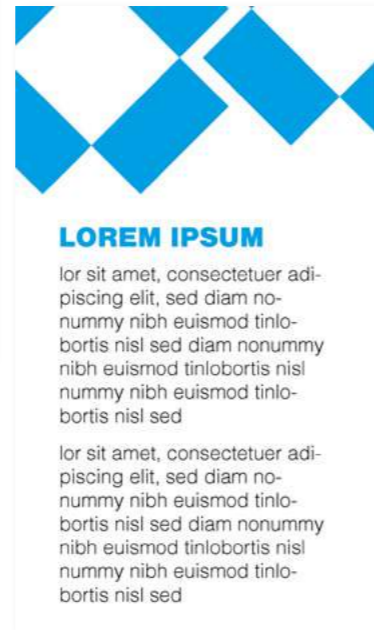 LOREM IPSUM
lor sit amet, consectetuer adi-
piscing elit, sed diam no-
nummy nibh euismod tinlo-
bortis nisl sed diam nonummy
nibh euismod tinlobortis nisl
nummy nibh euismod tinlo-
bortis nisl sed
lor sit amet, consectetuer adi-
piscing elit, sed diam no-
nummy nibh euismod tinlo-
bortis nisl sed diam nonummy
nibh euismod tinlobortis nisl
nummy nibh euismod tinlo-
bortis nisl sed